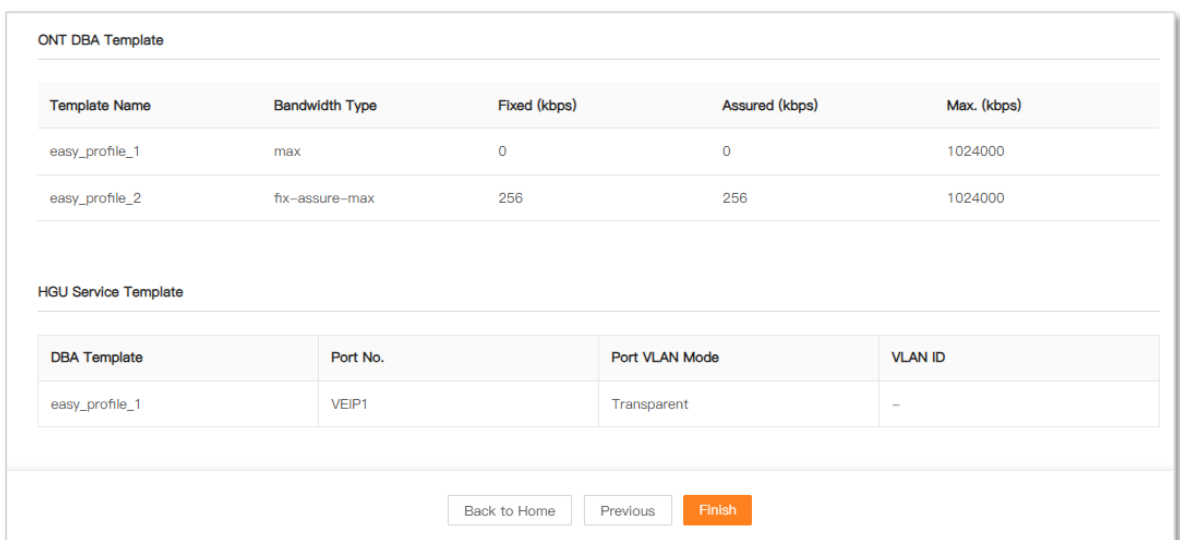 ONT DBA Template
Template Name Bandwidth Type Fixed (kbps) Assured (kbps) Max. (kbps)
easy_profile_1 max 0 0 1024000
easy_profile_2 fix-assure-max 256 256 1024000
HGU Service Template
DBA Template Port No. Port VLAN Mode VLAN ID
easy_profile_1 VEIP1 Transparent –
Back to Home Previous Finish